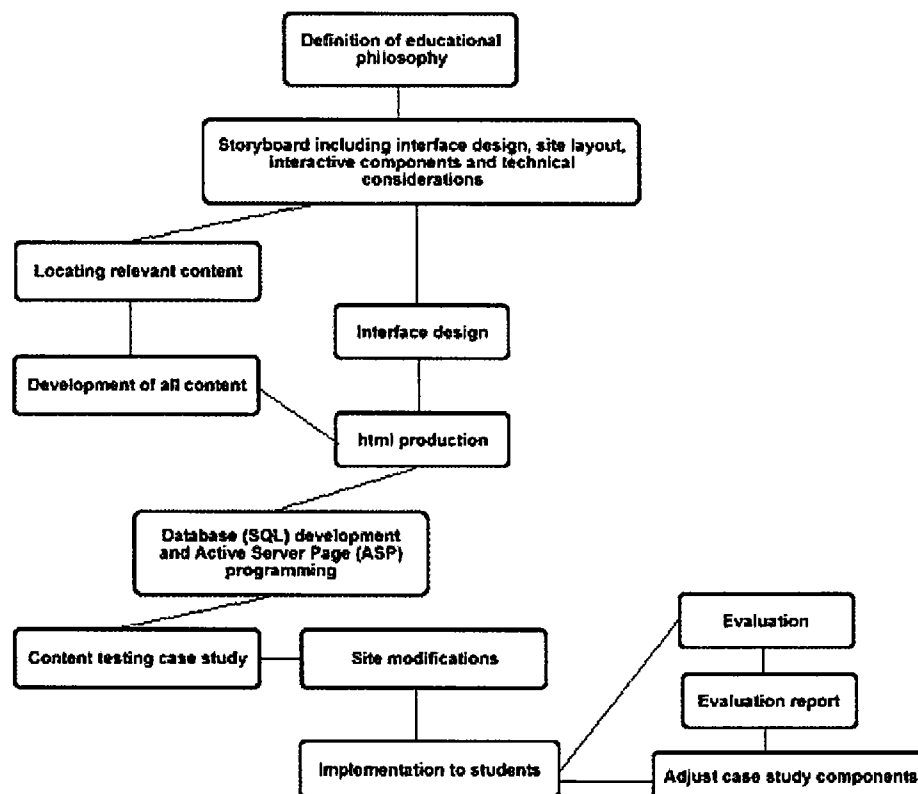 Definition of educational
philosophy
Storyboard including interface design, site layout,
interactive components and technical
considerations
Locating relevant content
Interface design
Development of all content
html production
Database (SQL) development
and Active Server Page (ASP)
programming
Content testing case study
Site modifications
Evaluation
Evaluation report
Implementation to students
Adjust case study components